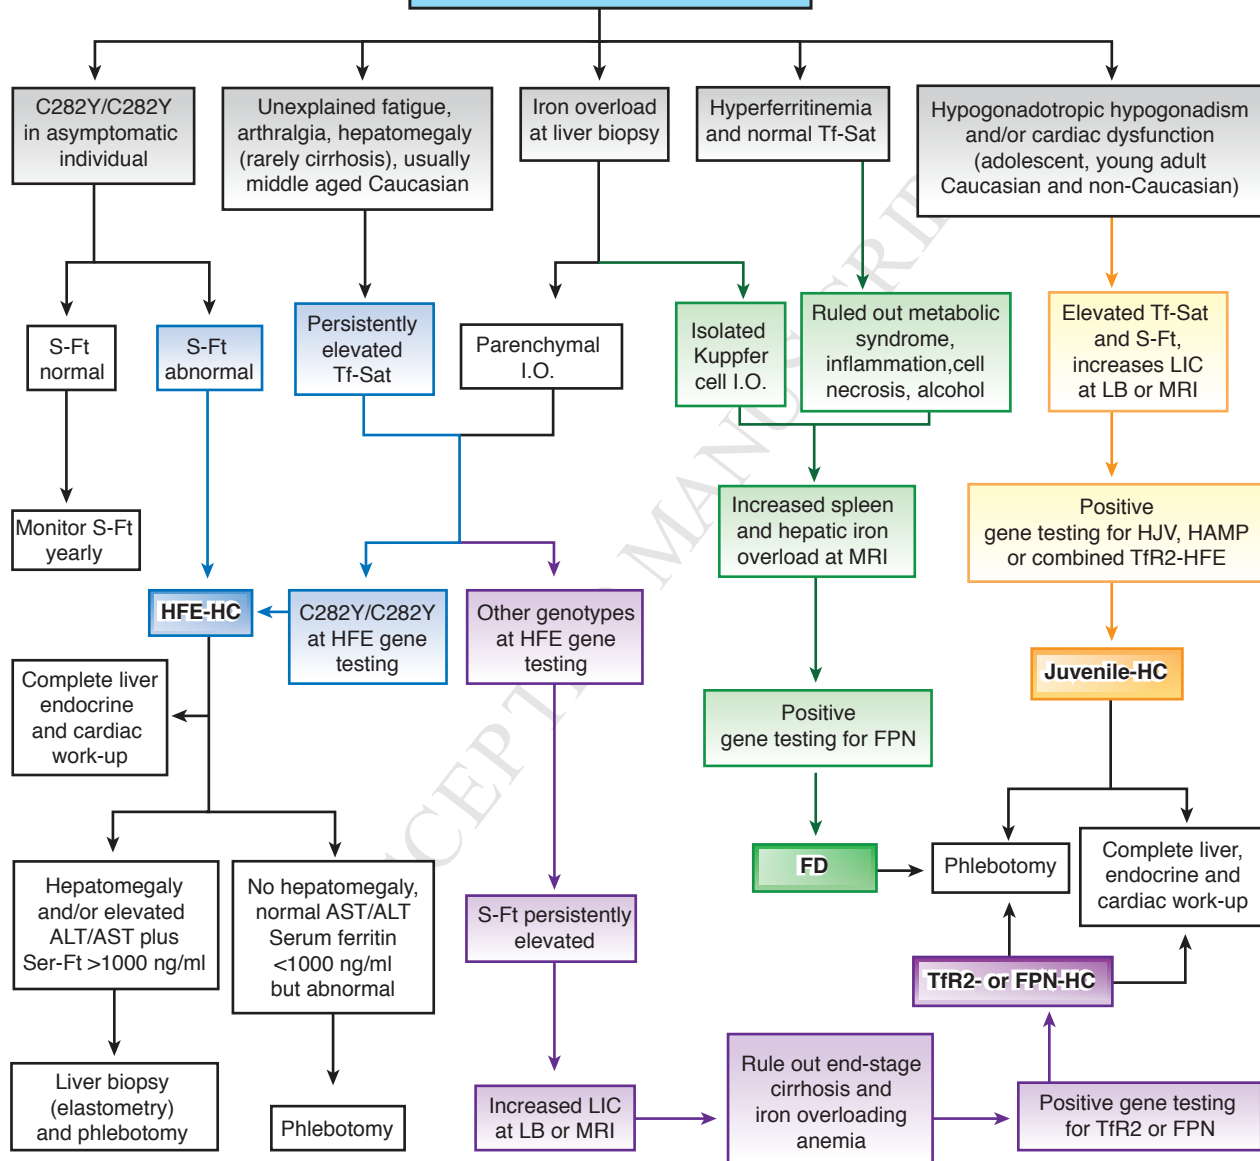 C282Y/C282Y
in asymptomatic
individual
Unexplained fatigue,
arthralgia, hepatomegaly
(rarely cirrhosis), usually
middle aged Caucasian
Iron overload
at liver biopsy
Hyperferritinemia
and normal Tf-Sat
Hypogonadotropic hypogonadism
and/or cardiac dysfunction
(adolescent, young adult
Caucasian and non-Caucasian)
S-Ft
normal
S-Ft
abnormal
Persistently
elevated
Tf-Sat
Parenchymal
I.O.
Isolated
Kuppfer
cell I.O.
Ruled out metabolic
syndrome,
inflammation,cell
necrosis, alcohol
Elevated Tf-Sat
and S-Ft,
increases LIC
at LB or MRI
Monitor S-Ft
yearly
Increased spleen
and hepatic iron
overload at MRI
Positive
gene testing for HJV, HAMP
or combined TfR2-HFE
HFE-HC
C282Y/C282Y
at HFE gene
testing
Other genotypes
at HFE gene
testing
Complete liver
endocrine
and cardiac
work-up
Positive
gene testing for FPN
Juvenile-HC
Hepatomegaly
and/or elevated
ALT/AST plus
Ser-Ft >1000 ng/ml
No hepatomegaly,
normal AST/ALT
Serum ferritin
<1000 ng/ml
but abnormal
S-Ft persistently
elevated
FD
Phlebotomy
Complete liver,
endocrine and
cardiac work-up
TfR2- or FPN-HC
Liver biopsy
(elastometry)
and phlebotomy
Phlebotomy
Increased LIC
at LB or MRI
Rule out end-stage
cirrhosis and
iron overloading
anemia
Positive gene testing
for TfR2 or FPN
CEPTED MANUSCRIP